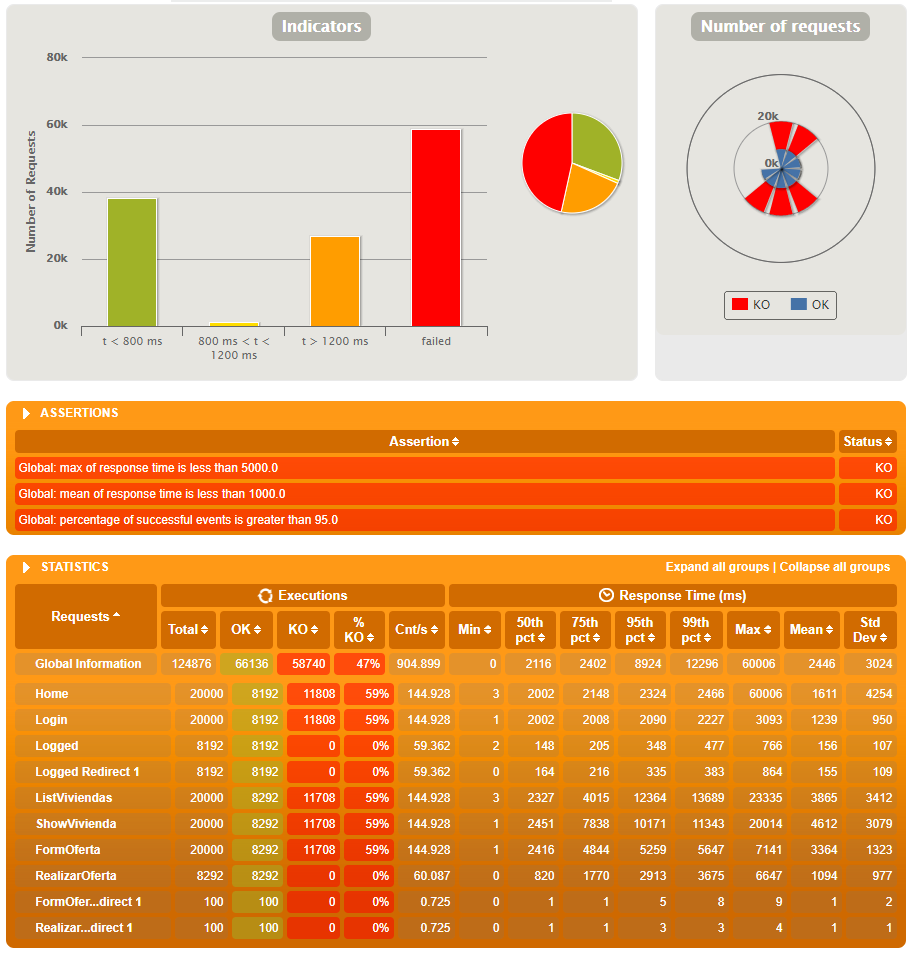 Indicators
80k
60k
40k
20k
0k
Number of Requests
t < 800 ms
800 ms < t <
1200 ms
t > 1200 ms
failed
Number of requests
20k
0k
KO OK
ASSERTIONS
Assertion Status
Global: max of response time is less than 5000.0 KO
Global: mean of response time is less than 1000.0 KO
Global: percentage of successful events is greater than 95.0 KO
STATISTICS Expand all groups | Collapse all groups
Requests Executions Response Time (ms)
Total OK KO % KO Cnt/s Min 50th pct 75th pct 95th pct 99th pct Max Mean Std Dev
Global Information 124876 66136 58740 47% 904.899 0 2116 2402 8924 12296 60006 2446 3024
Home 20000 8192 11808 59% 144.928 3 2002 2148 2324 2466 60006 1611 4254
Login 20000 8192 11808 59% 144.928 1 2002 2008 2090 2227 3093 1239 950
Logged 8192 8192 0 0% 59.362 2 148 205 348 477 766 156 107
Logged Redirect 1 8192 8192 0 0% 59.362 0 164 216 335 383 864 155 109
ListViviendas 20000 8292 11708 59% 144.928 3 2327 4015 12364 13689 23335 3865 3412
ShowVivienda 20000 8292 11708 59% 144.928 1 2451 7838 10171 11343 20014 4612 3079
FormOferta 20000 8292 11708 59% 144.928 1 2416 4844 5259 5647 7141 3364 1323
RealizarOferta 8292 8292 0 0% 60.087 0 820 1770 2913 3675 6647 1094 977
FormOfer...direct 1 100 100 0 0% 0.725 0 1 1 5 8 9 1 2
Realizar...direct 1 100 100 0 0% 0.725 0 1 1 3 3 4 1 1